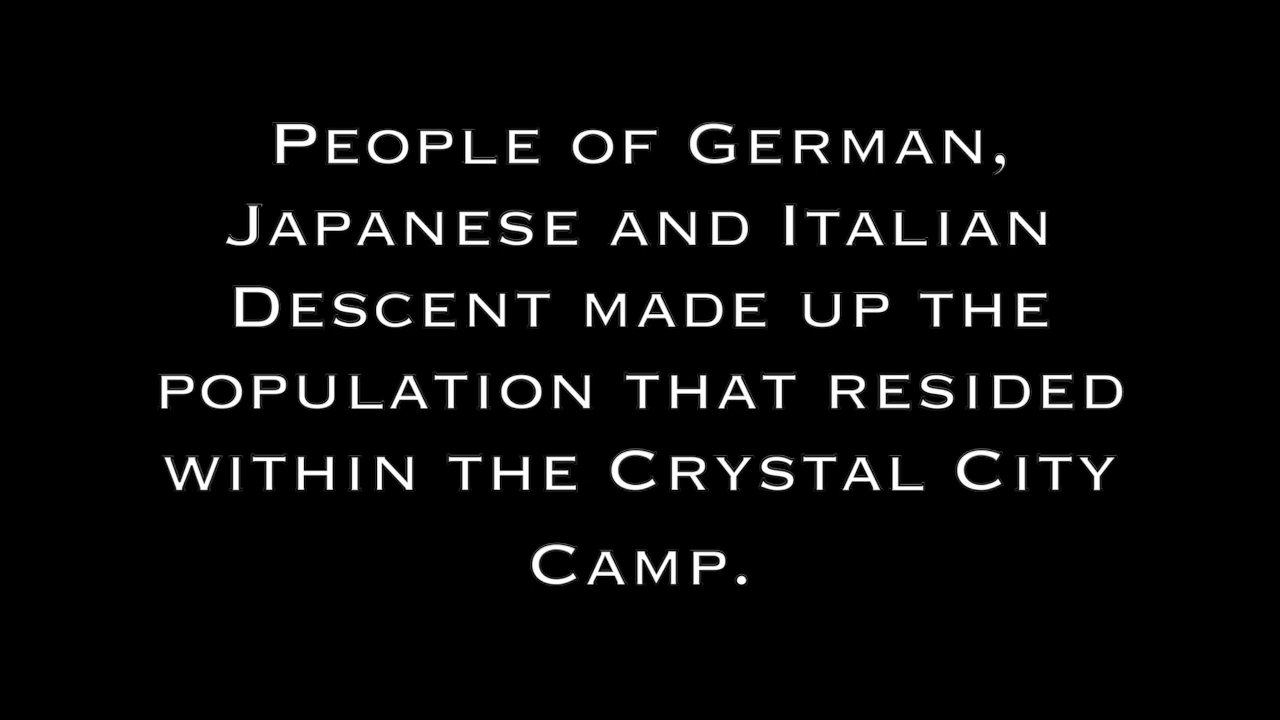 People of German,
Japanese and Italian
Descent made up the
population that resided
within the Crystal City
Camp.